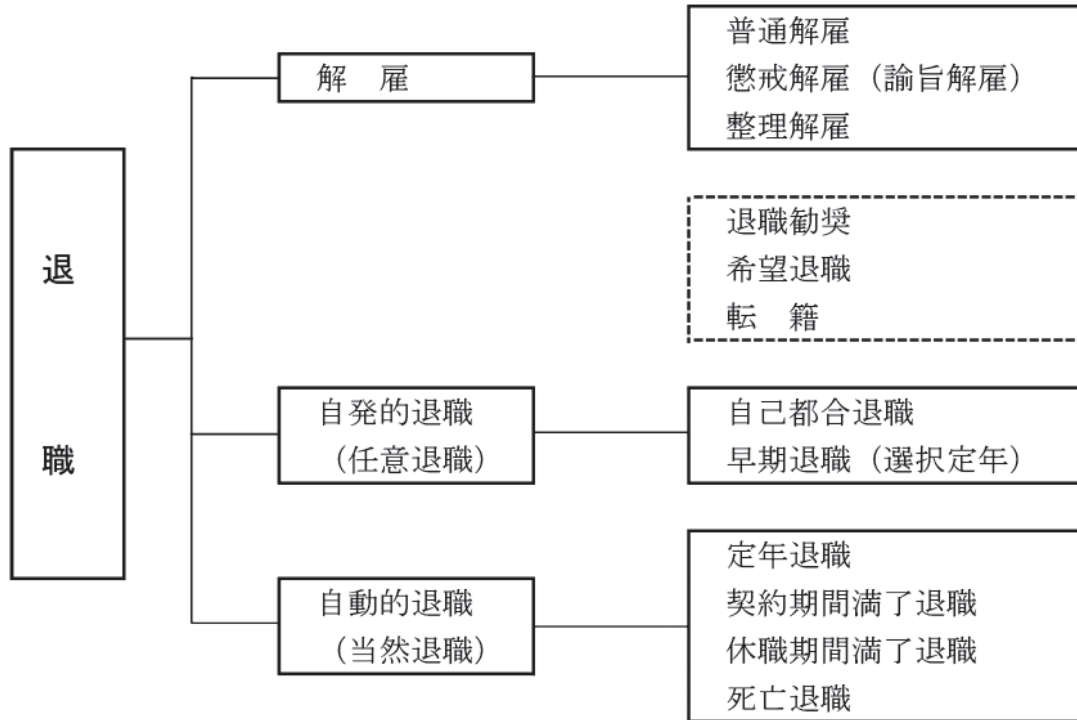 退職
解　雇
普通解雇
懲戒解雇（諭旨解雇）
整理解雇
退職勧奨
希望退職
転　籍
自発的退職
（任意退職）
自己都合退職
早期退職（選択定年）
自動的退職
（当然退職）
定年退職
契約期間満了退職
休職期間満了退職
死亡退職